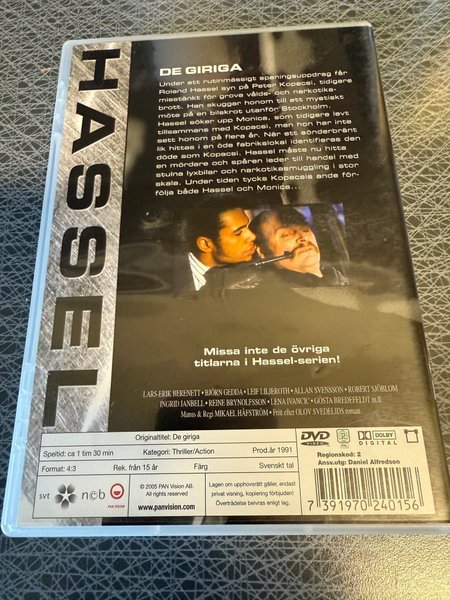 HASSEL
DE GIRIGA
Under ett rutinmässigt spaningsuppdrag får
Roland Hassel syn på Peter Kopacsi, tidigare
misstänkt för grova vålds- och narkotika-
brott. Han skuggar honom till ett mystiskt
möte på en bilskrot utanför Stockholm.
Hassel söker upp Monica, som tidigare levt
tillsammans med Kopacsi, men hon har inte
sett honom på flera år. När ett sönderbränt
lik hittas i en öde fabrikslokal identifieras den
döde som Kopacsi. Hassel måste nu hitta
en mördare och spåren leder till handel med
stulna lyxbilar och narkotikasmuggling i stor
skala. Under tiden tycks Kopacsis ande för-
följa både Hassel och Monica...
Missa inte de övriga
titlarna i Hassel-serien!
LARS-ERIK BERENETT • BJÖRN GEDDA • LEIF LILJEROTH • ALLAN SVENSSON • ROBERT SJÖBLOM
INGRID JANBELL • REINE BRYNOLFSSON • LENA IVANCIC • GÖSTA BREDEFELDT m.fl
Manus & Regi MIKAEL HÅFSTRÖM • Fritt efter OLOV SVEDELIDS roman
Originaltitel: De giriga
Speltid: ca 1 tim 30 min Kategori: Thriller/Action Prod.år 1991
Format: 4:3 Rek. från 15 år Färg Svenskt tal
DVD VIDEO 2 DOLBY DIGITAL
Regionskod: 2
Ansv.utg: Daniel Alfredson
svt ncb PAN VISION
© 2005 PAN Vision AB.
All rights reserved.
www.panvision.com
Lagen om upphovsrätt gäller, endast
privat visning, kopiering förbjuden!
Överträdelse beivras enligt lag.
7 391970 240156